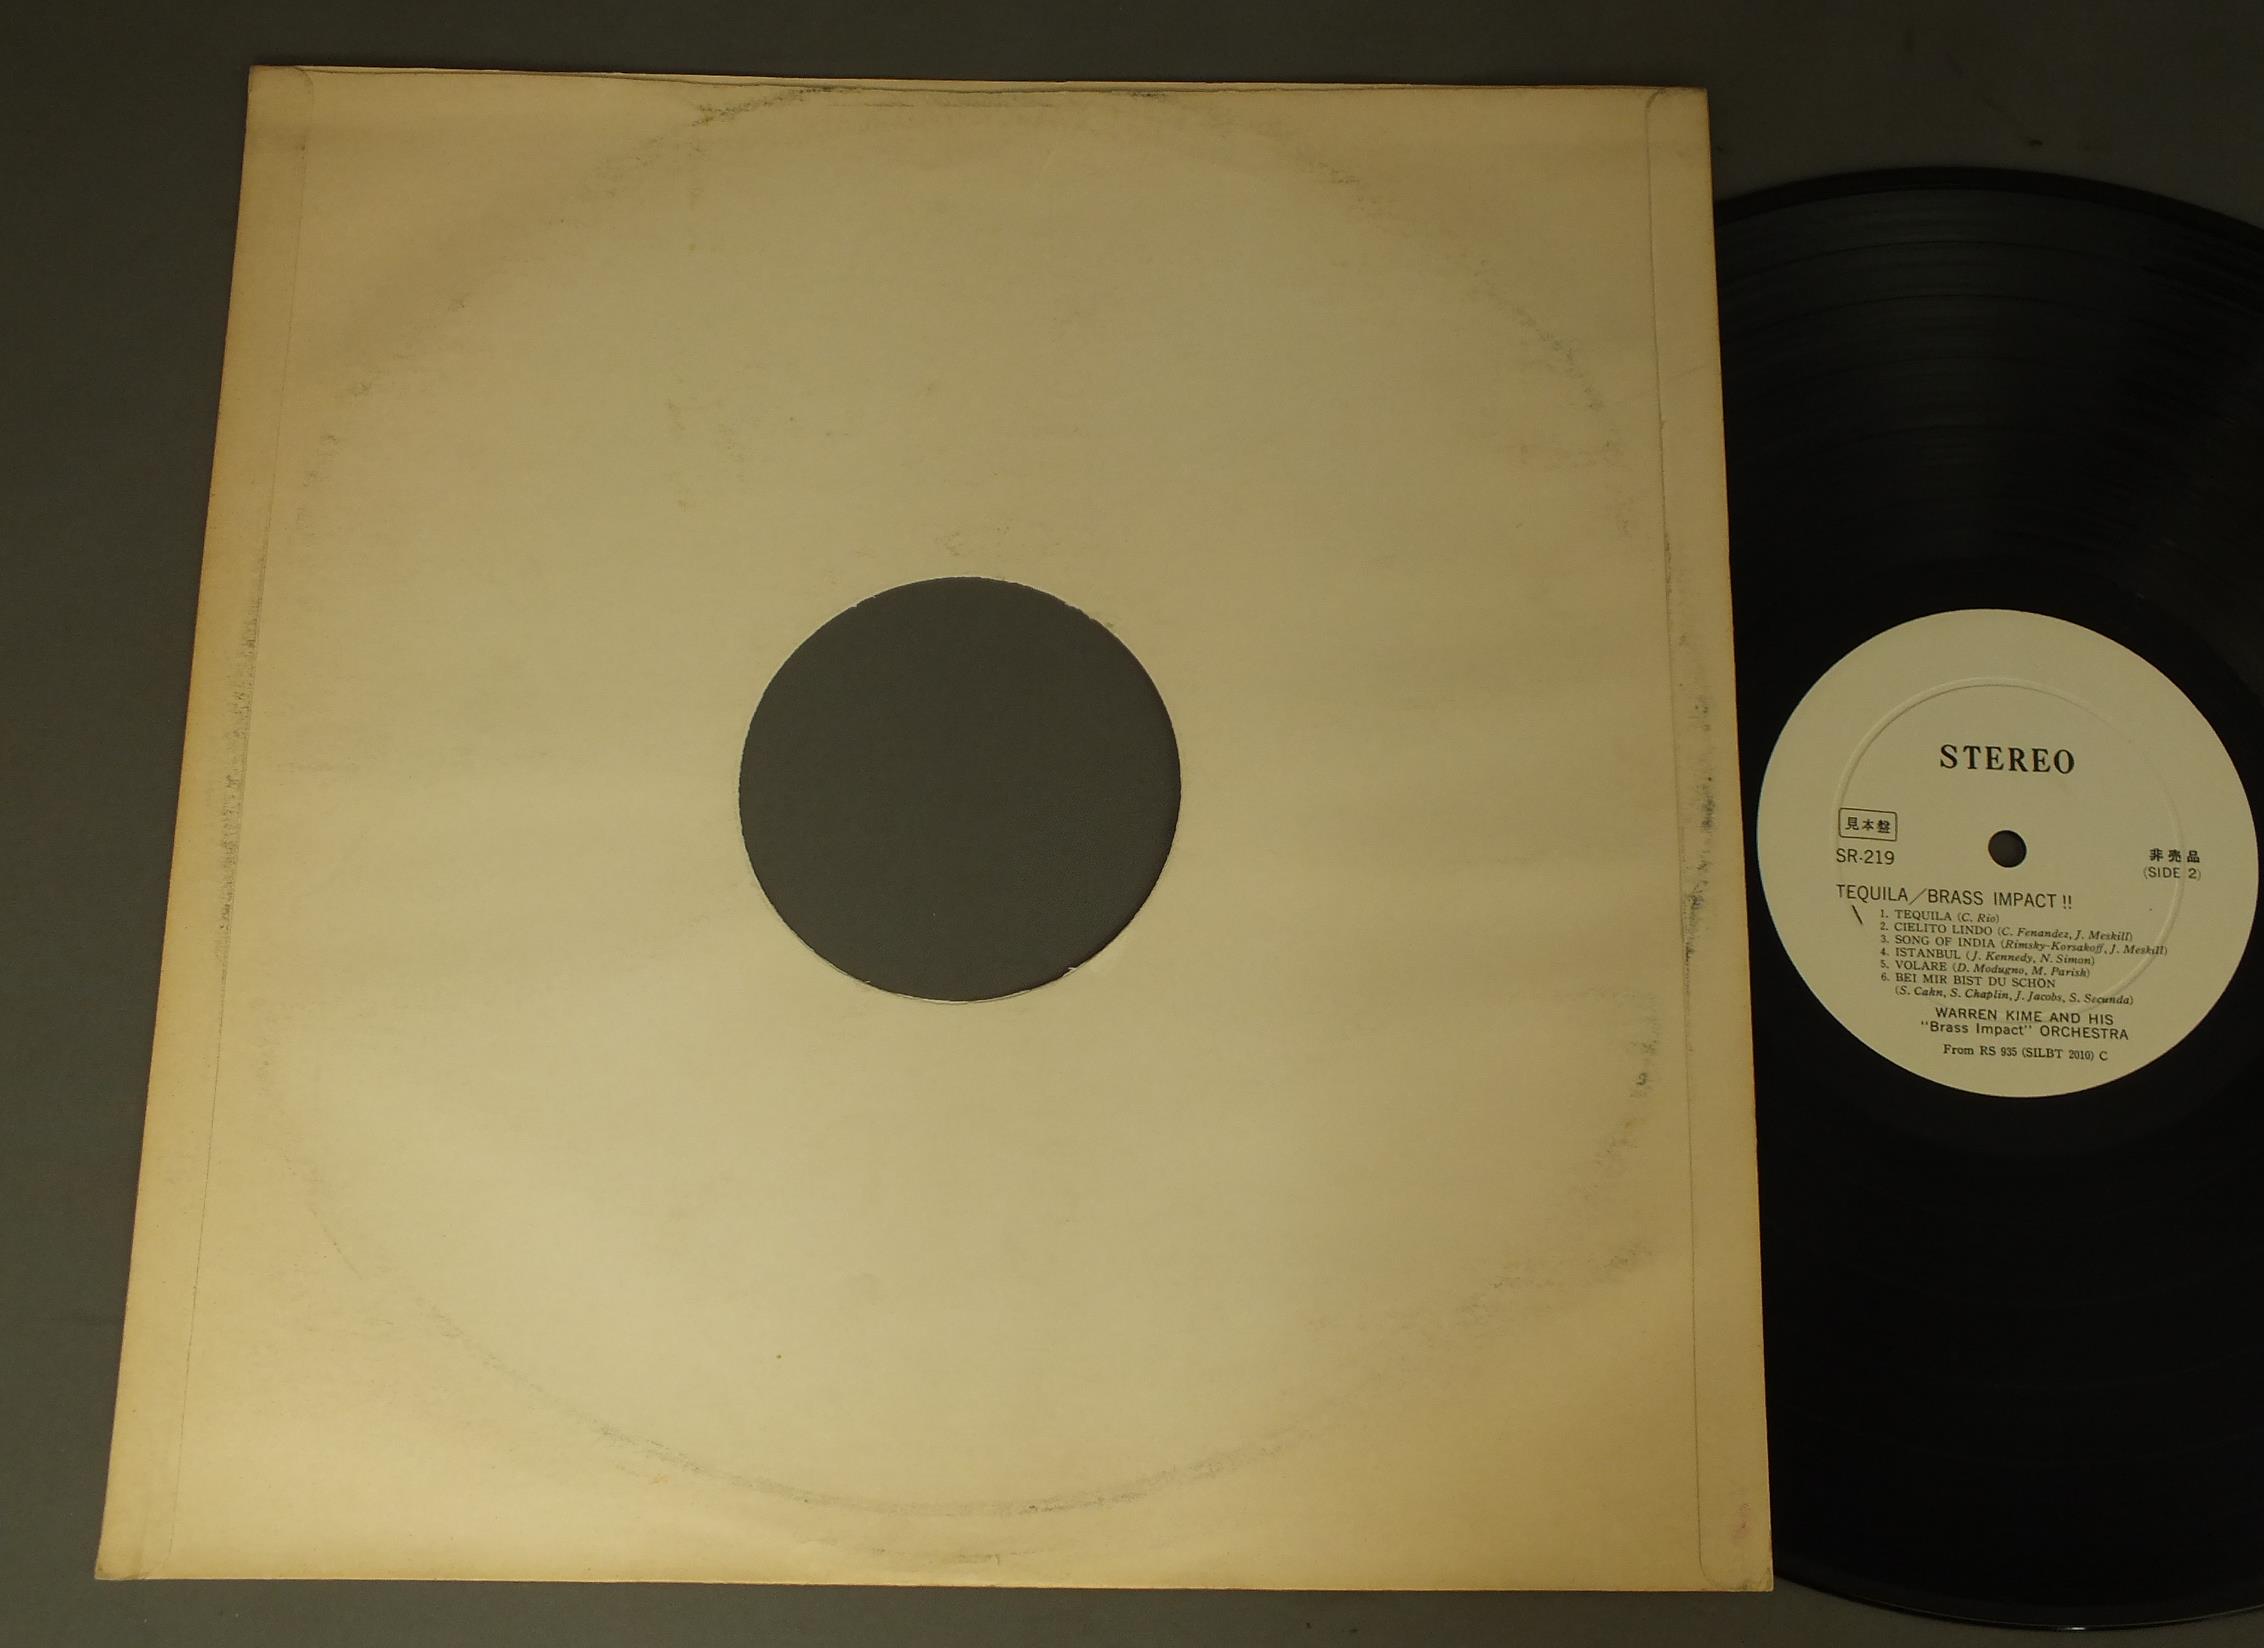 STEREO
見本盤
SR-219
非売品
(SIDE 2)
TEQUILA/BRASS IMPACT!!
1. TEQUILA (C. Rio)
2. CIELITO LINDO (C. Fenandez, J. Meskill)
3. SONG OF INDIA (Rimsky-Korsakoff, J. Meskill)
4. ISTANBUL (J. Kennedy, N. Simon)
5. VOLARE (D. Modugno, M. Parish)
6. BEI MIR BIST DU SCHÖN
(S. Cahn, S. Chaplin, J. Jacobs, S. Secunda)
WARREN KIME AND HIS
"Brass Impact" ORCHESTRA
From RS 935 (SILBT 2010) C